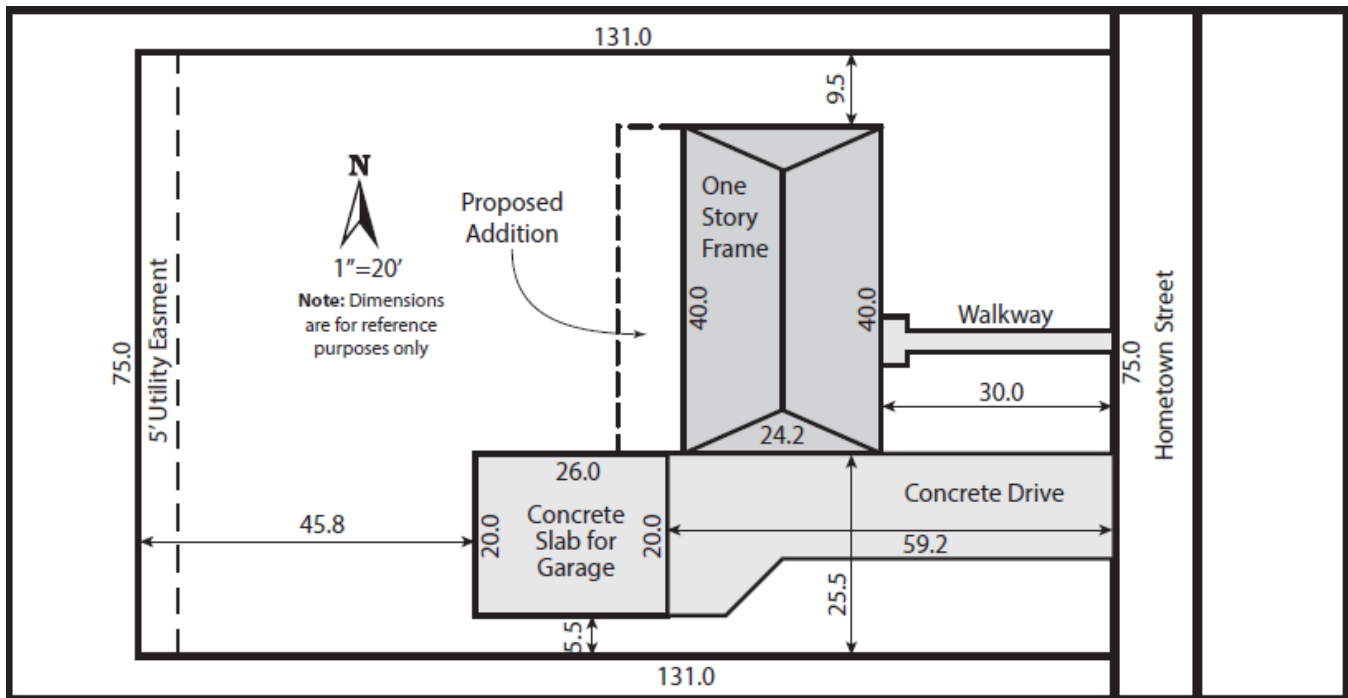 131.0
9.5
N
1”=20’
Note: Dimensions
are for reference
purposes only
Proposed
Addition
One
Story
Frame
40.0
40.0
24.2
Walkway
30.0
75.0
5’ Utility Easment
75.0
Hometown Street
26.0
Concrete
Slab for
Garage
20.0
20.0
45.8
Concrete Drive
59.2
25.5
5.5
131.0